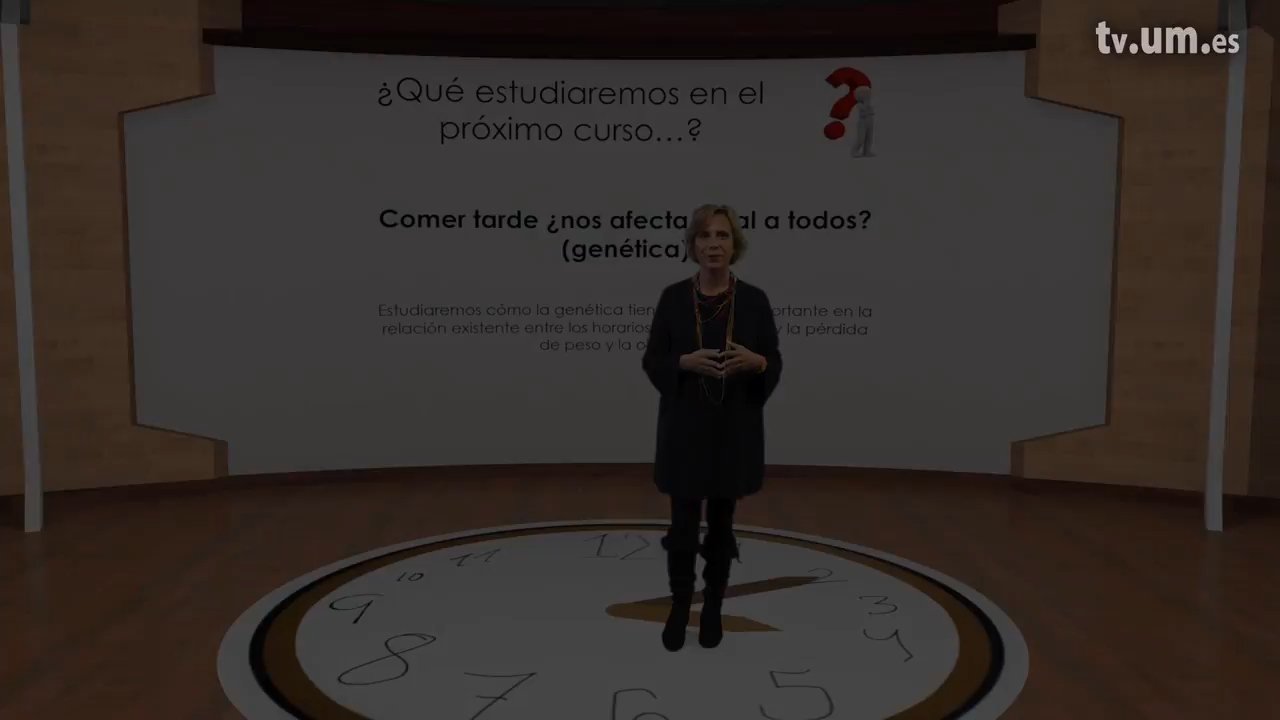 tv.um.es
¿Qué estudiaremos en el
próximo curso...?
Comer tarde ¿nos afecta al a todos?
(genética)
Estudiaremos cómo la genética tien ortante en la
relación existente entre los horarios y la pérdida
de peso y la o
12
11
10
2
9
3
4
8
7
6
5